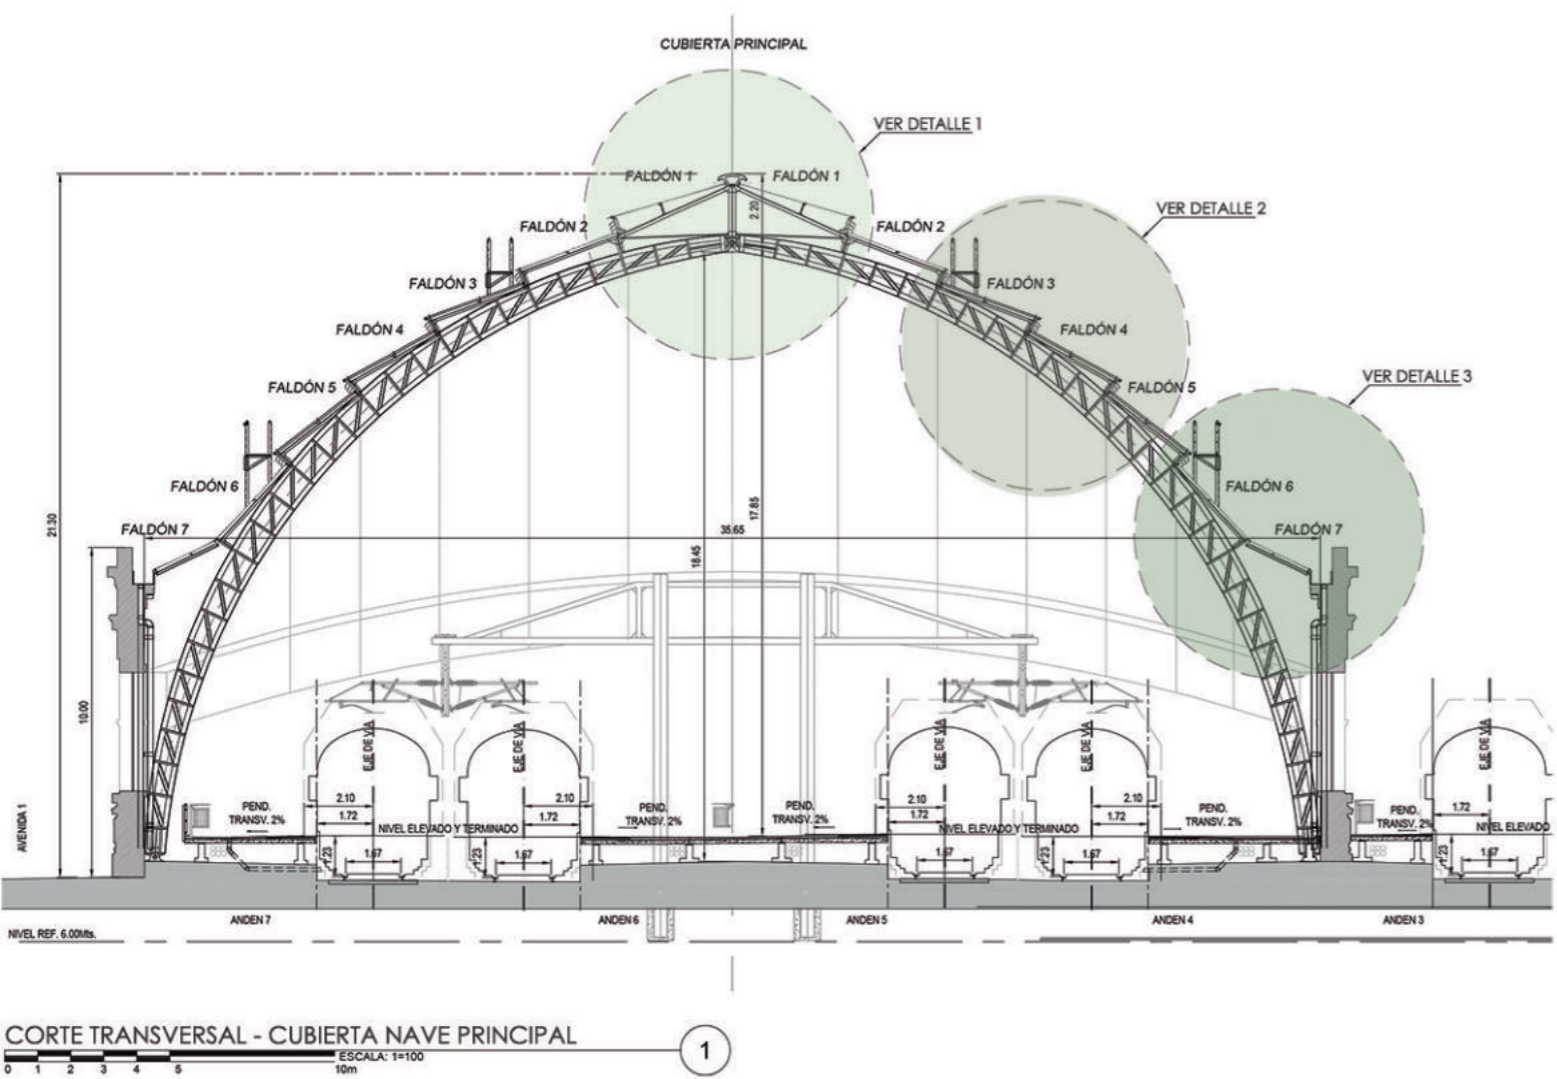 CUBIERTA PRINCIPAL
VER DETALLE 1
FALDÓN 1
FALDÓN 1
VER DETALLE 2
2.20
FALDÓN 2
FALDÓN 2
FALDÓN 3
FALDÓN 3
FALDÓN 4
FALDÓN 4
VER DETALLE 3
FALDÓN 5
FALDÓN 5
FALDÓN 6
FALDÓN 6
21.30
17.85
FALDÓN 7
35.65
FALDÓN 7
18.45
10.00
EJE DE VIA
EJE DE VIA
EJE DE VIA
EJE DE VIA
EJE DE VIA
AVENIDA 1
PEND.
TRANSV. 2%
2.10
1.72
2.10
1.72
PEND.
TRANSV. 2%
PEND.
TRANSV. 2%
2.10
1.72
2.10
1.72
PEND.
TRANSV. 2%
PEND.
TRANSV. 2%
1.72
NIVEL ELEVADO Y TERMINADO
NIVEL ELEVADO Y TERMINADO
NIVEL ELEVADO
1.23
1.67
1.67
1.23
1.23
1.67
1.23
1.67
1.23
1.67
ANDEN 7
ANDEN 6
ANDEN 5
ANDEN 4
ANDEN 3
NIVEL REF. 6.00Mts.
CORTE TRANSVERSAL - CUBIERTA NAVE PRINCIPAL
1
ESCALA: 1=100
0 1 2 3 4 5 10m